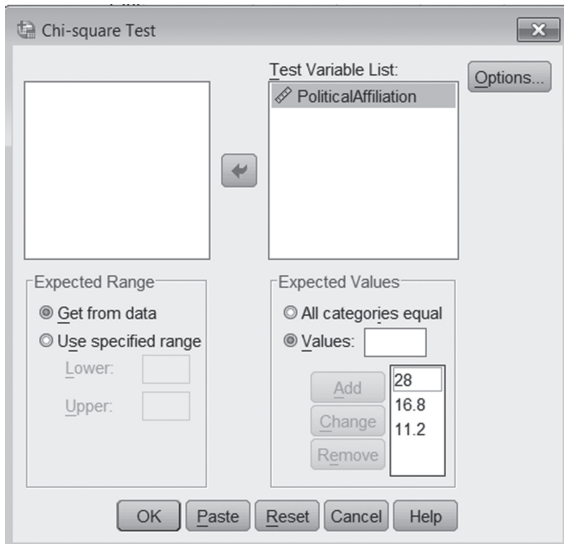 Chi-square Test
Test Variable List:
PoliticalAffiliation
Options...
Expected Range
Get from data
Use specified range
Lower:
Upper:
Expected Values
All categories equal
Values:
Add
Change
Remove
28
16.8
11.2
OK
Paste
Reset
Cancel
Help